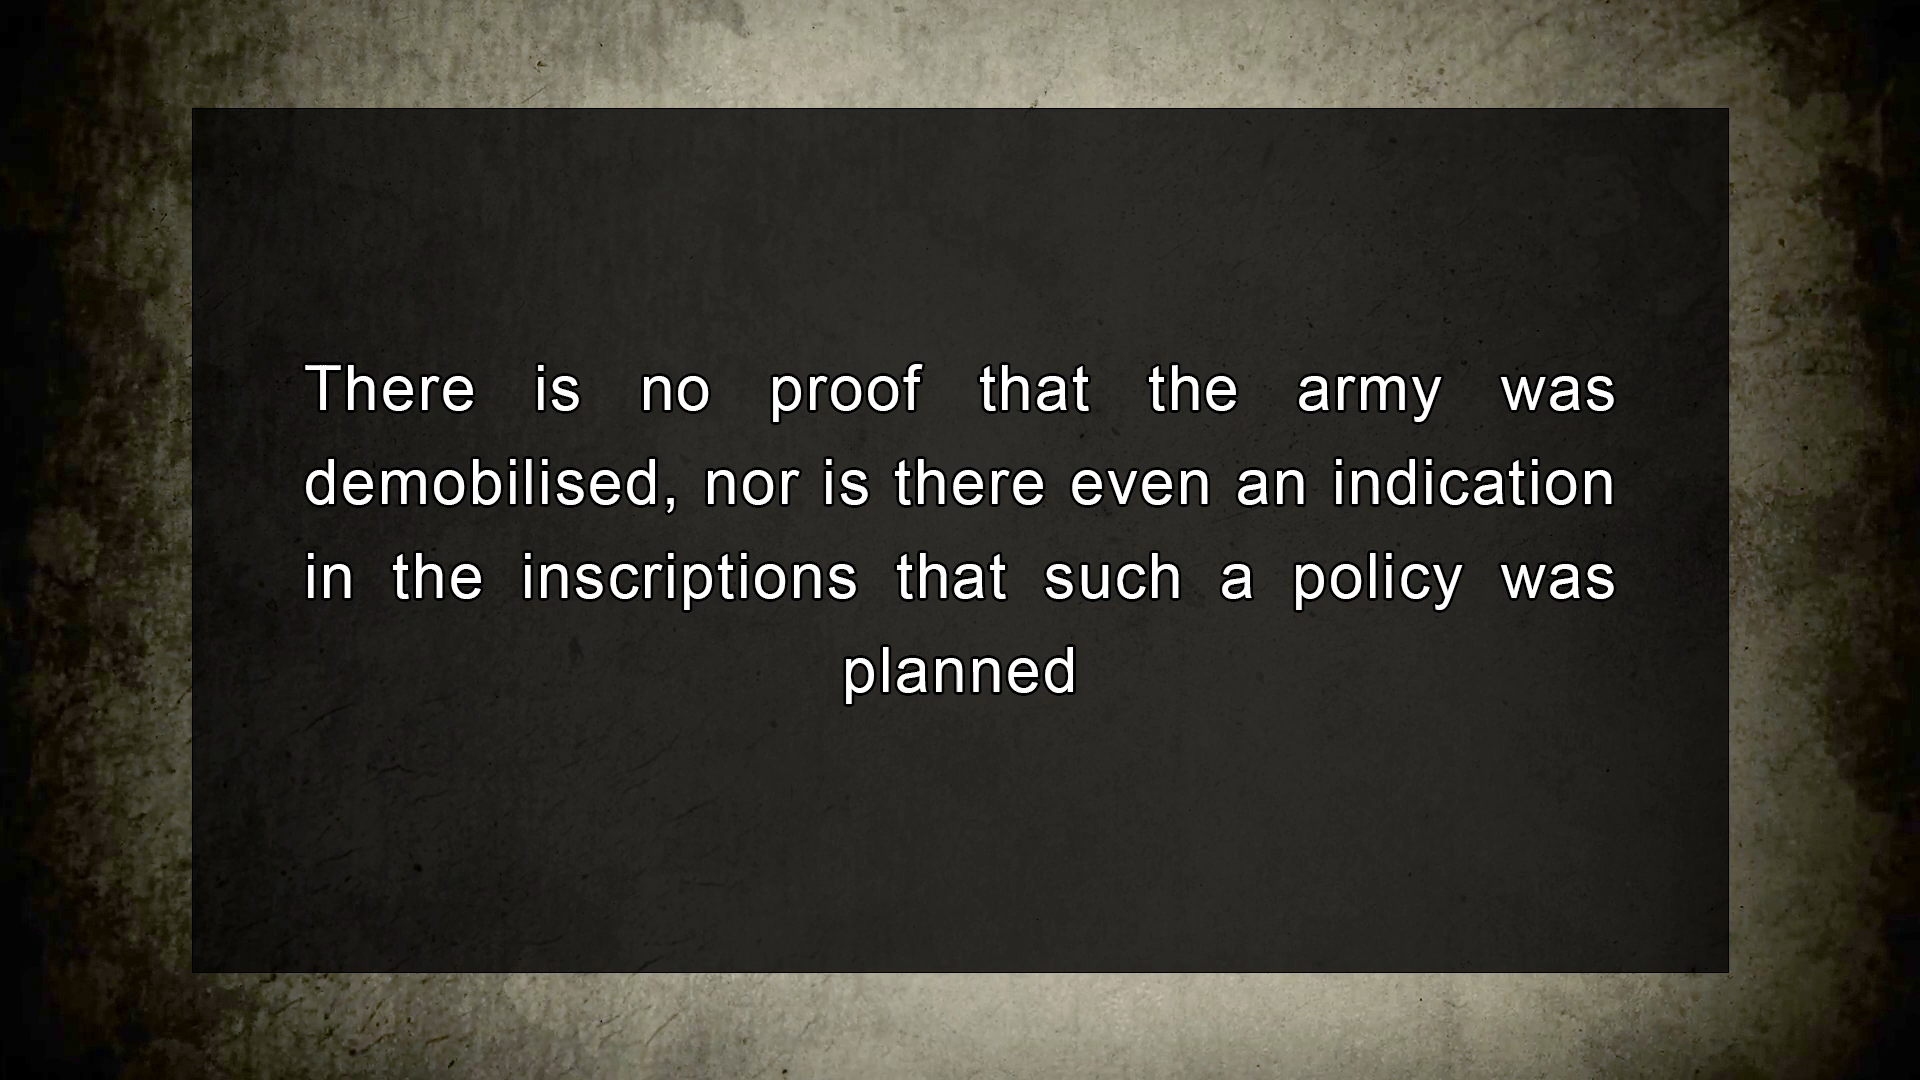 There is no proof that the army was
demobilised, nor is there even an indication
in the inscriptions that such a policy was
planned